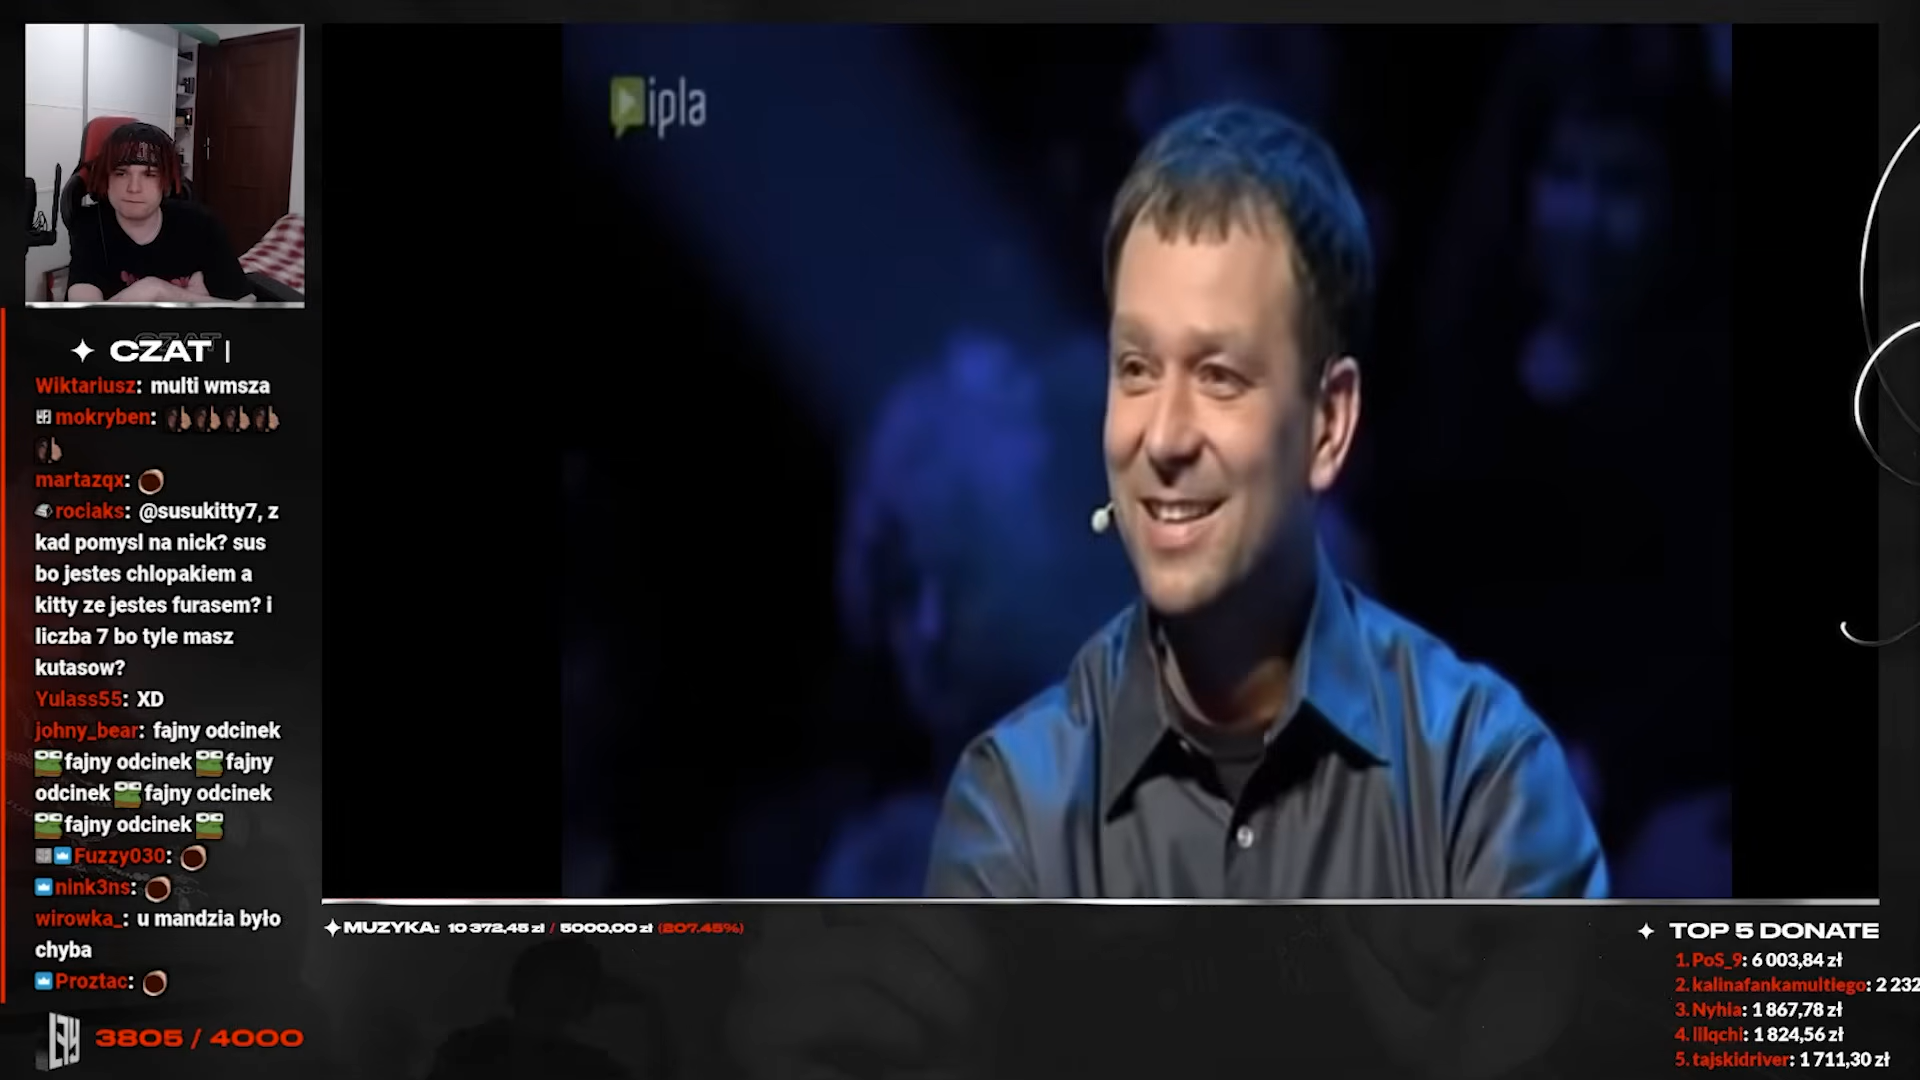 ipla
CZAT |
Wiktariusz: multi wmsza
mokryben:
martazqx:
rociaks: @susukitty7, z
kad pomysl na nick? sus
bo jestes chlopakiem a
kitty ze jestes furasem? i
liczba 7 bo tyle masz
kutasow?
Yulass55: XD
johny_bear: fajny odcinek
fajny odcinek fajny
odcinek fajny odcinek
fajny odcinek
Fuzzy030:
nink3ns:
wirowka_: u mandzia było
chyba
Proztac:
3805 / 4000
MUZYKA: 10 372,45 zł / 5000,00 zł (207.45%)
TOP 5 DONATE
1. PoS_9: 6 003,84 zł
2. kalinafankamultiego: 2 232
3. Nyhla: 1 867,78 zł
4. lilqchi: 1 824,56 zł
5. tajskidriver: 1 711,30 zł